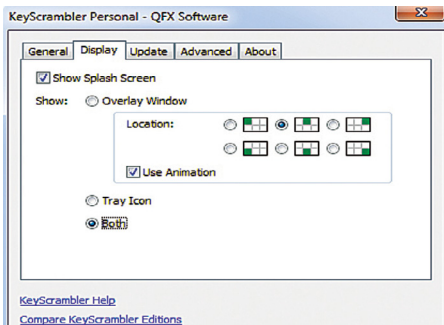 KeyScrambler Personal - QFX Software
General Display Update Advanced About
Show Splash Screen
Show: Overlay Window
Location:
Use Animation
Tray Icon
Both
KeyScrambler Help
Compare KeyScrambler Editions